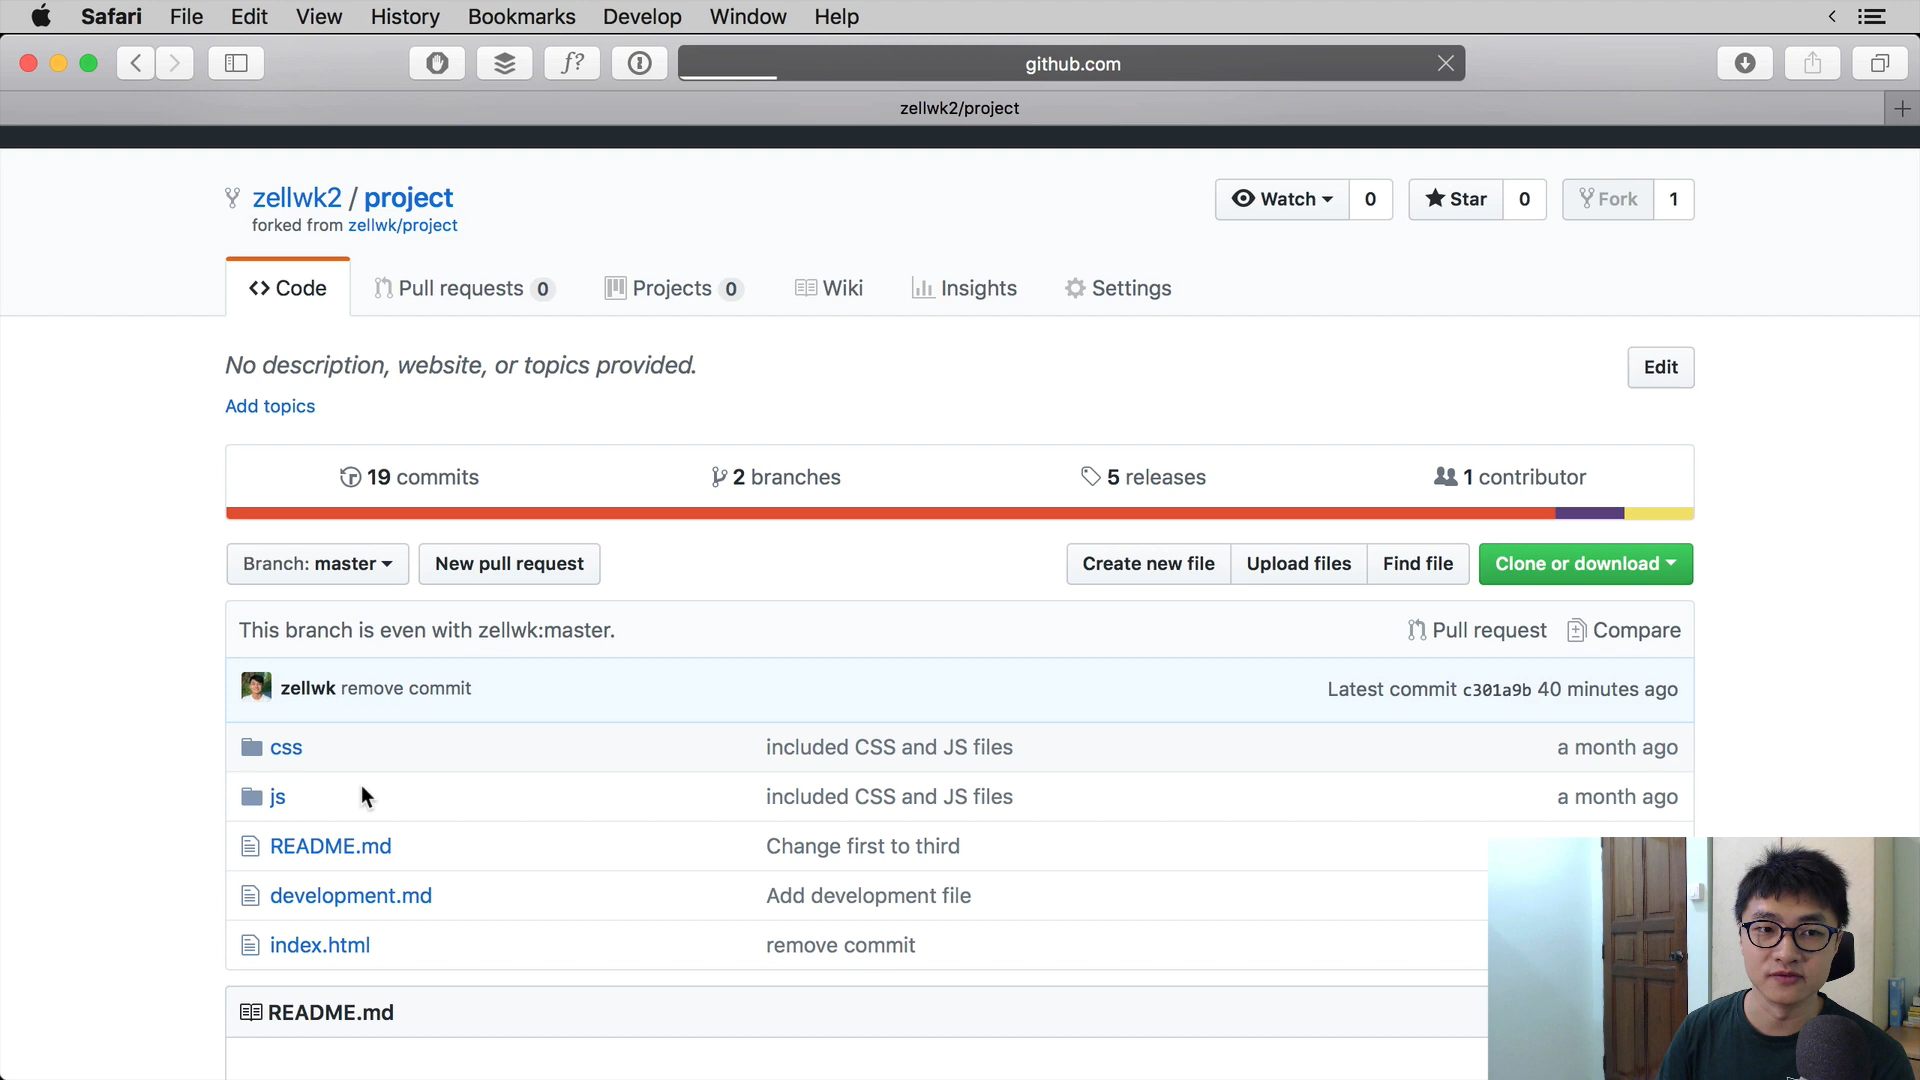 Safari File Edit View History Bookmarks Develop Window Help
f? github.com
zellwk2/project
zellwk2 / project
forked from zellwk/project
Watch 0 Star 0 Fork 1
Code Pull requests 0 Projects 0 Wiki Insights Settings
No description, website, or topics provided. Edit
Add topics
19 commits 2 branches 5 releases 1 contributor
Branch: master New pull request Create new file Upload files Find file Clone or download
This branch is even with zellwk:master. Pull request Compare
zellwk remove commit Latest commit c301a9b 40 minutes ago
css included CSS and JS files a month ago
js included CSS and JS files a month ago
README.md Change first to third
development.md Add development file
index.html remove commit
README.md